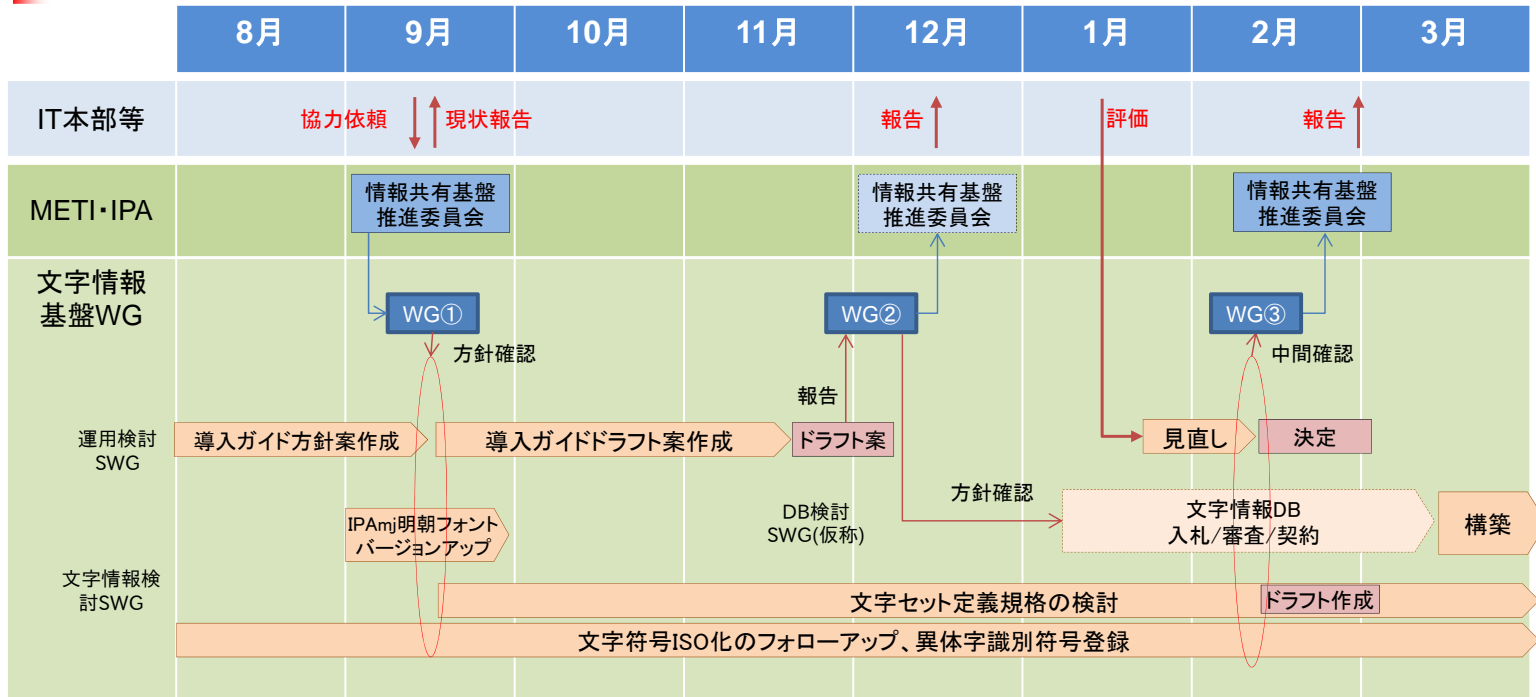 8月
9月
10月
11月
12月
1月
2月
3月
IT本部等
協力依頼
現状報告
報告
評価
報告
METI・IPA
情報共有基盤
推進委員会
情報共有基盤
推進委員会
情報共有基盤
推進委員会
文字情報
基盤WG
WG①
WG②
WG③
方針確認
中間確認
報告
運用検討
SWG
導入ガイド方針案作成
導入ガイドドラフト案作成
ドラフト案
見直し
決定
方針確認
DB検討
SWG(仮称)
IPAmj明朝フォント
バージョンアップ
文字情報DB
入札/審査/契約
構築
文字情報検
討SWG
文字セット定義規格の検討
ドラフト作成
文字符号ISO化のフォローアップ、異体字識別符号登録